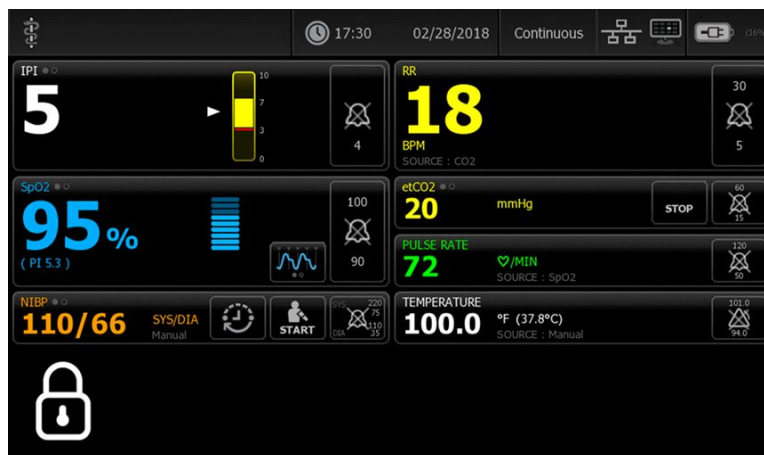 17:30 02/28/2018 Continuous (16%
IPI
5
10
7
3
0
4
RR
18
BPM
SOURCE : CO2
30
5
SpO2
95%
( PI 5.3 )
100
90
etCO2
20 mmHg
STOP
60
15
PULSE RATE
72 /MIN
SOURCE : SpO2
120
50
NIBP
110/66 SYS/DIA
Manual
START
SYS 220
75
110
DIA 35
TEMPERATURE
100.0 °F (37.8°C)
SOURCE : Manual
101.0
94.0